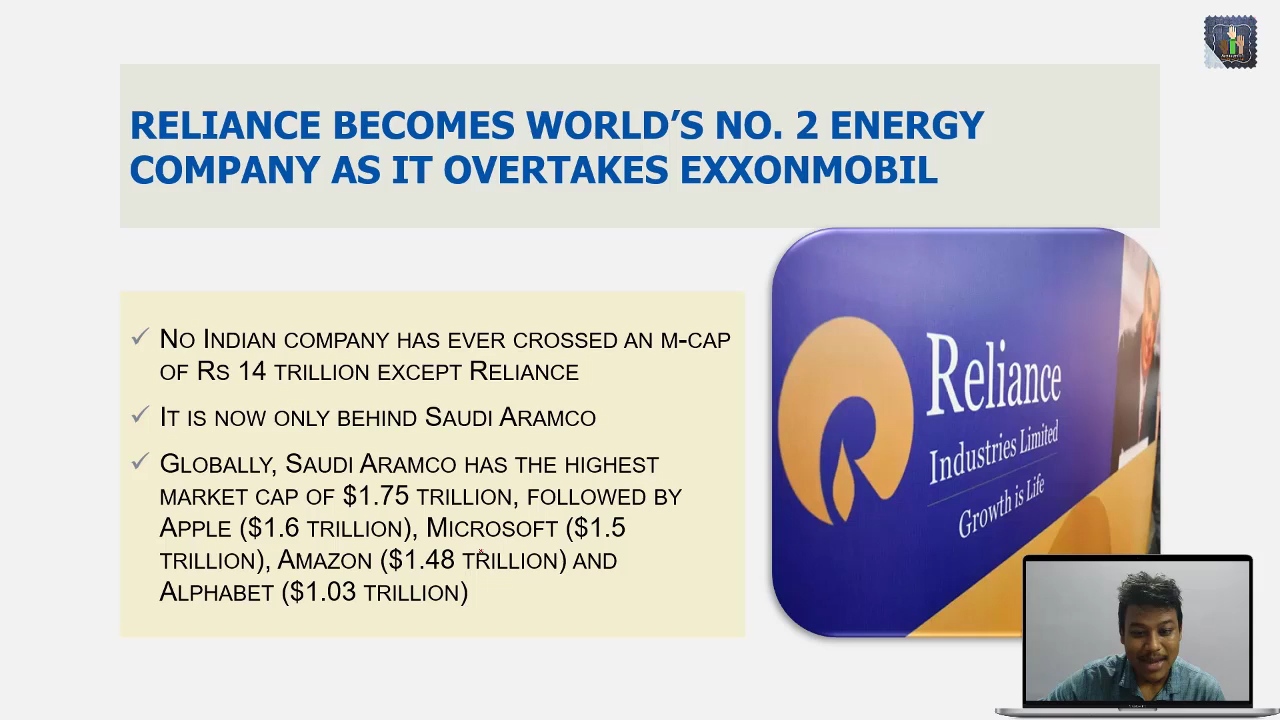 RELIANCE BECOMES WORLD’S NO. 2 ENERGY
COMPANY AS IT OVERTAKES EXXONMOBIL
NO INDIAN COMPANY HAS EVER CROSSED AN M-CAP
OF RS 14 TRILLION EXCEPT RELIANCE
IT IS NOW ONLY BEHIND SAUDI ARAMCO
GLOBALLY, SAUDI ARAMCO HAS THE HIGHEST
MARKET CAP OF $1.75 TRILLION, FOLLOWED BY
APPLE ($1.6 TRILLION), MICROSOFT ($1.5
TRILLION), AMAZON ($1.48 TRILLION) AND
ALPHABET ($1.03 TRILLION)
Reliance
Industries Limited
Growth is Life